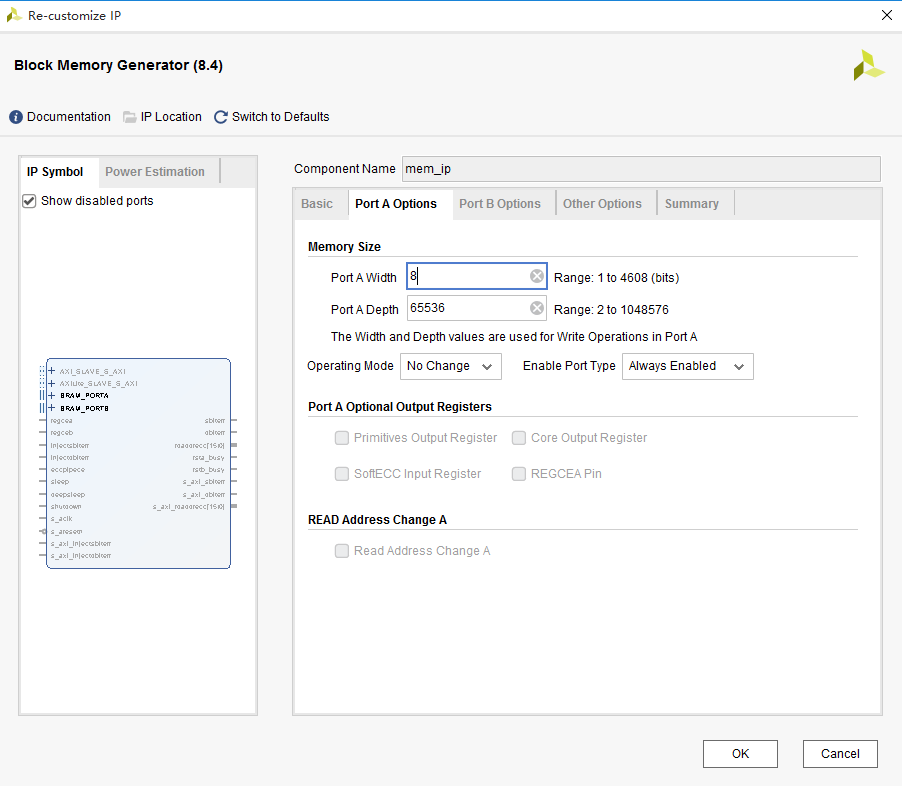 Re-customize IP
Block Memory Generator (8.4)
Documentation IP Location Switch to Defaults
IP Symbol Power Estimation
Show disabled ports
AXI_SLAVE_S_AXI
AXILite_SLAVE_S_AXI
BRAM_PORTA
BRAM_PORTB
regcea sbiterr
regceb dbiterr
injectsbiterr rdaddrecc[15:0]
injectdbiterr rsta_busy
eccpipece rstb_busy
sleep s_axi_sbiterr
deepsleep s_axi_dbiterr
shutdown s_axi_rdaddrecc[15:0]
s_aclk
s_aresetn
s_axi_injectsbiterr
s_axi_injectdbiterr
Component Name mem_ip
Basic Port A Options Port B Options Other Options Summary
Memory Size
Port A Width 8 Range: 1 to 4608 (bits)
Port A Depth 65536 Range: 2 to 1048576
The Width and Depth values are used for Write Operations in Port A
Operating Mode No Change Enable Port Type Always Enabled
Port A Optional Output Registers
Primitives Output Register Core Output Register
SoftECC Input Register REGCEA Pin
READ Address Change A
Read Address Change A
OK Cancel